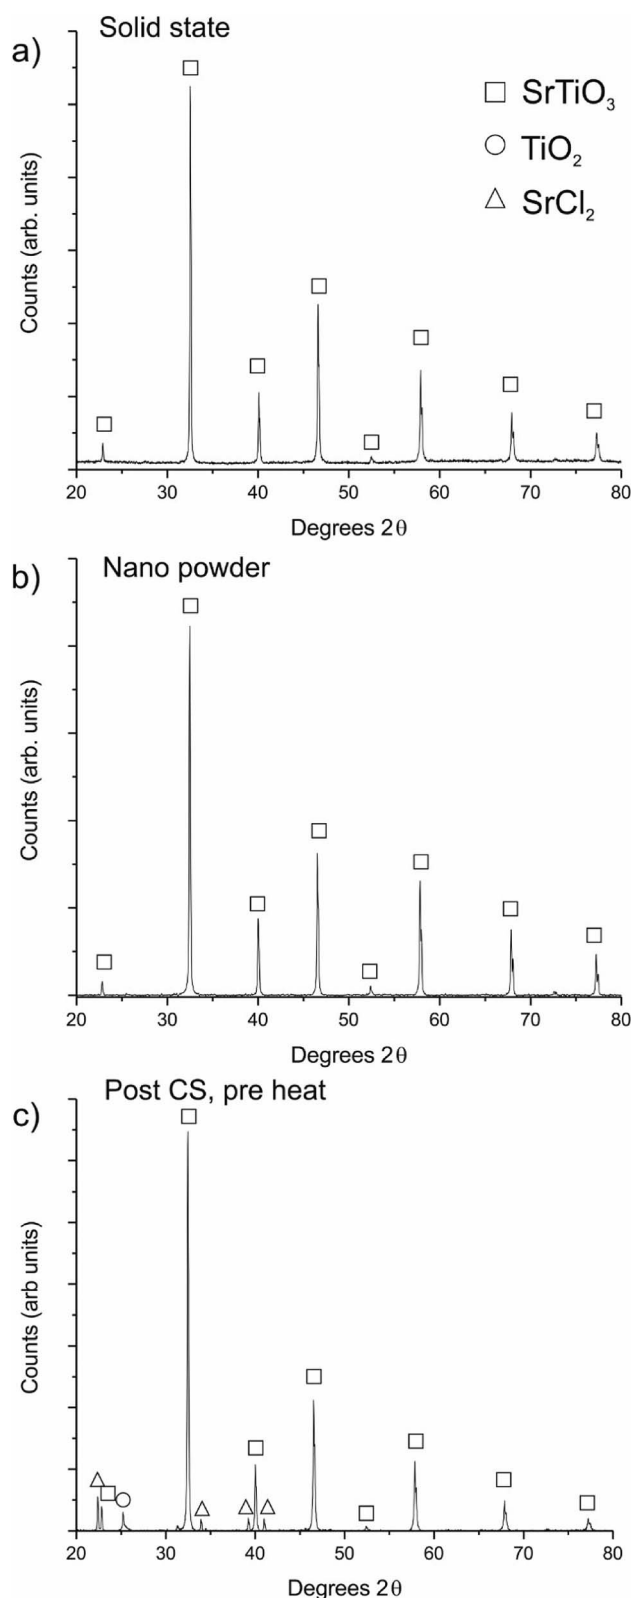 Solid state
a)
SrTiO₃
TiO₂
SrCl₂
Counts (arb. units)
20 30 40 50 60 70 80
Degrees 2θ
Nano powder
b)
Counts (arb. units)
20 30 40 50 60 70 80
Degrees 2θ
Post CS, pre heat
c)
Counts (arb units)
20 30 40 50 60 70 80
Degrees 2θ